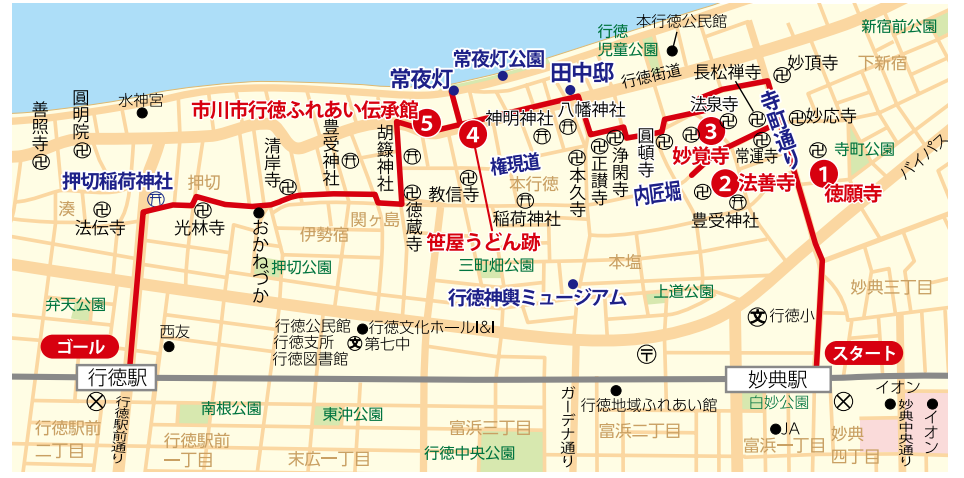 本行徳公民館
新宿前公園
行徳
児童公園
常夜灯公園
妙頂寺
下新宿
長松禅寺
田中邸
行徳街道
常夜灯
圓明院
水神宮
善照寺
市川市行徳ふれあい伝承館
5
神明神社
八幡神社
法泉寺
寺町通り
妙応寺
4
3
豊受神社
胡録神社
圓頓寺
妙覚寺
常運寺
寺町公園
バイパス
清岸寺
権現道
浄閑寺
正讃寺
本久寺
内匠堀
2
法善寺
1
徳願寺
押切稲荷神社
押切
教信寺
本行徳
湊
法伝寺
光林寺
おかねづか
伊勢宿
関ヶ島
徳蔵寺
稲荷神社
豊受神社
笹屋うどん跡
押切公園
三町畑公園
本塩
行徳神輿ミュージアム
上道公園
妙典三丁目
弁天公園
西友
行徳公民館
行徳支所
行徳図書館
行徳文化ホールI&I
文
第七中
文
行徳小
〒
ゴール
スタート
行徳駅
妙典駅
行徳駅前通り
南根公園
東沖公園
ガーデナ通り
行徳地域ふれあい館
白妙公園
イオン
妙典中央通り
イオン
行徳駅前
二丁目
行徳駅前
一丁目
末広一丁目
富浜三丁目
行徳中央公園
富浜二丁目
JA
富浜一丁目
妙典
四丁目